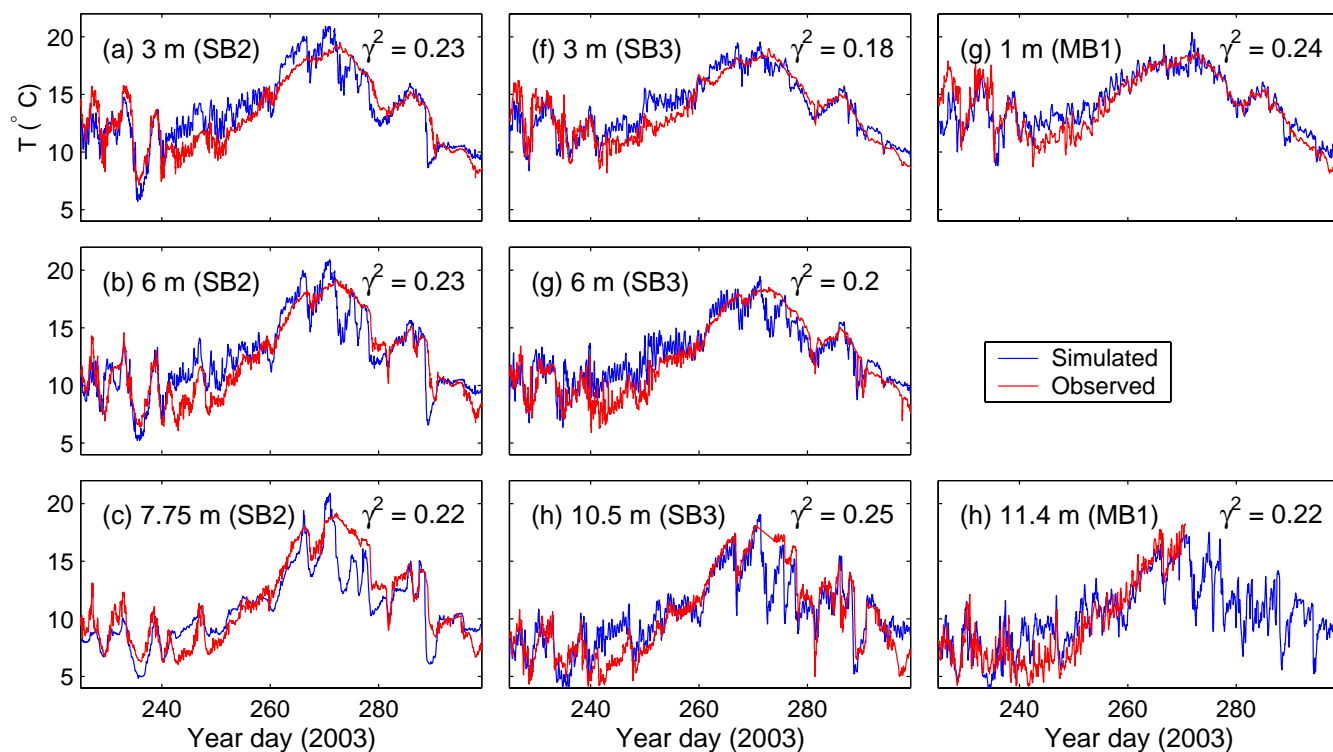 (a) 3 m (SB2) γ² = 0.23
(f) 3 m (SB3) γ² = 0.18
(g) 1 m (MB1) γ² = 0.24
20
15
10
5
T (° C)
(b) 6 m (SB2) γ² = 0.23
(g) 6 m (SB3) γ² = 0.2
20
15
10
5
Simulated
Observed
(c) 7.75 m (SB2) γ² = 0.22
(h) 10.5 m (SB3) γ² = 0.25
(h) 11.4 m (MB1) γ² = 0.22
20
15
10
5
240 260 280
240 260 280
240 260 280
Year day (2003)
Year day (2003)
Year day (2003)